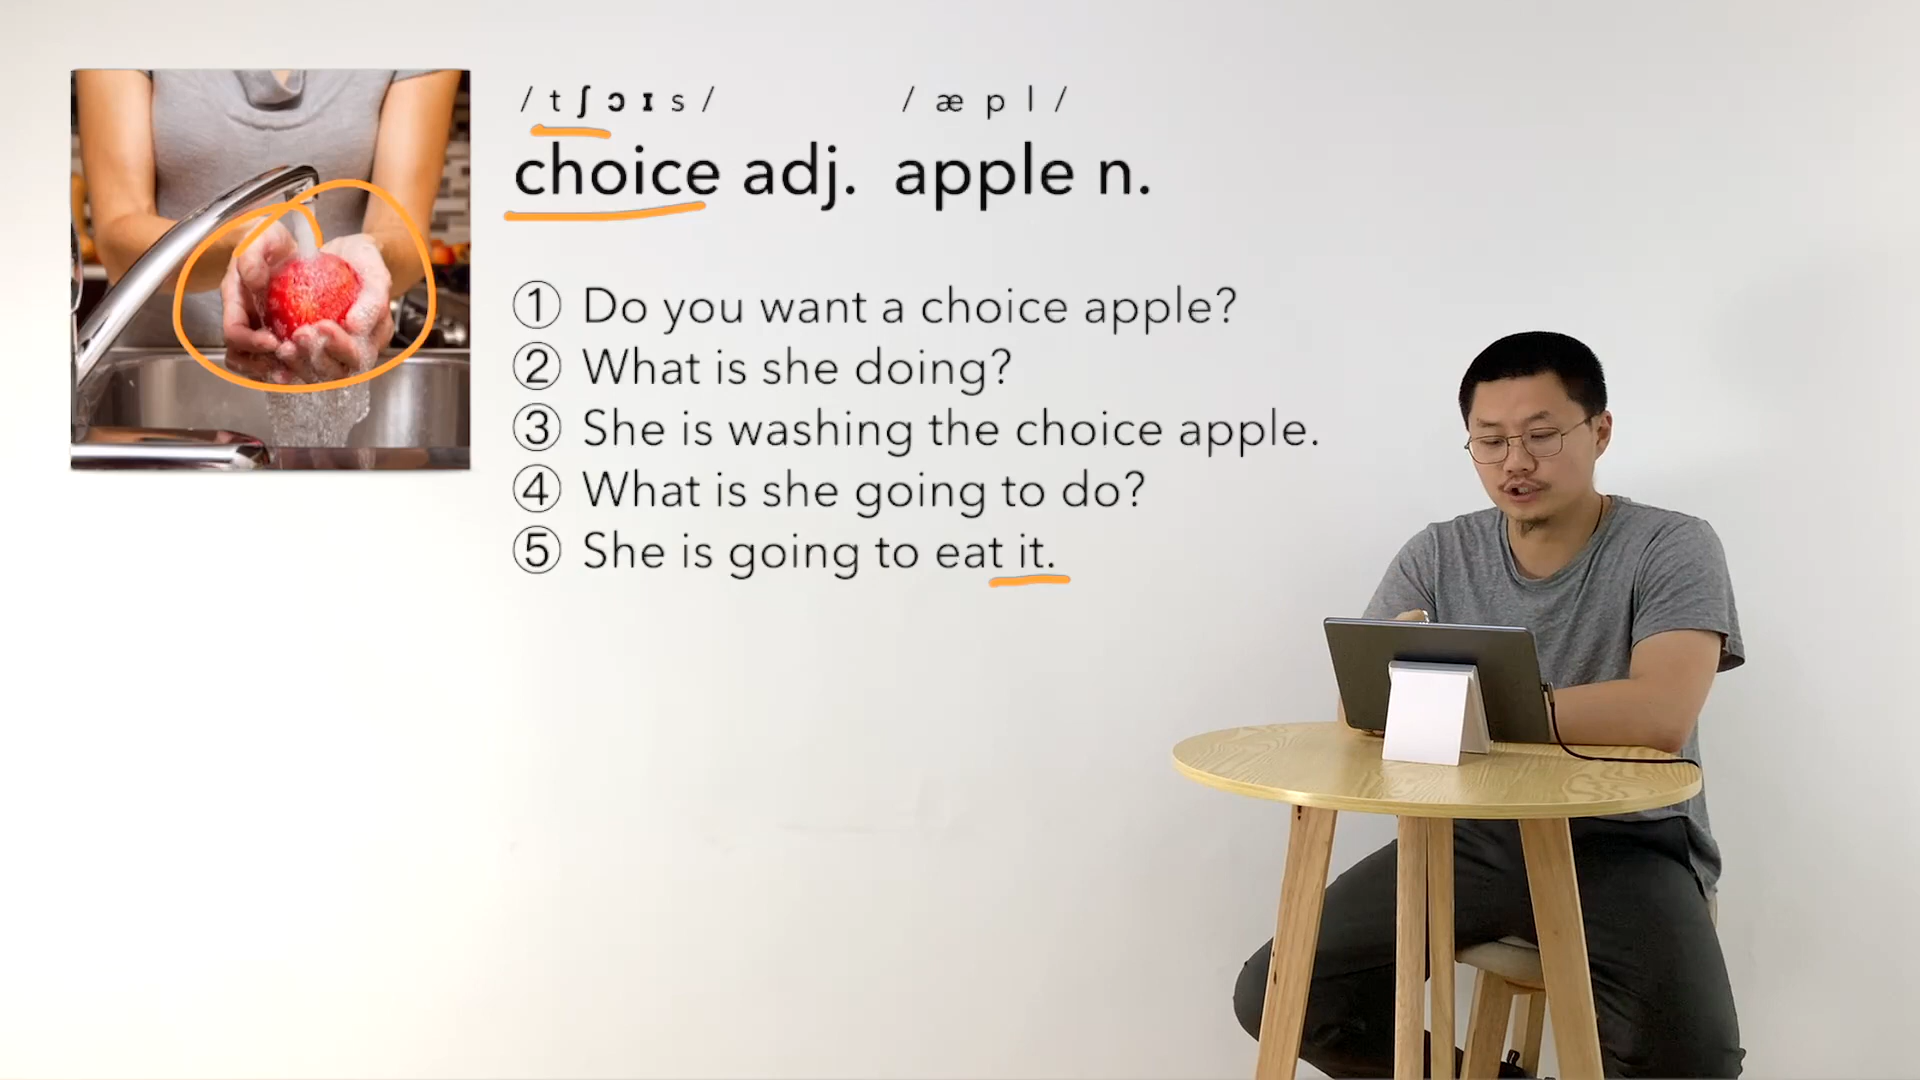 / t ʃ ɔ ɪ s / / æ p l /
choice adj. apple n.
① Do you want a choice apple?
② What is she doing?
③ She is washing the choice apple.
④ What is she going to do?
⑤ She is going to eat it.